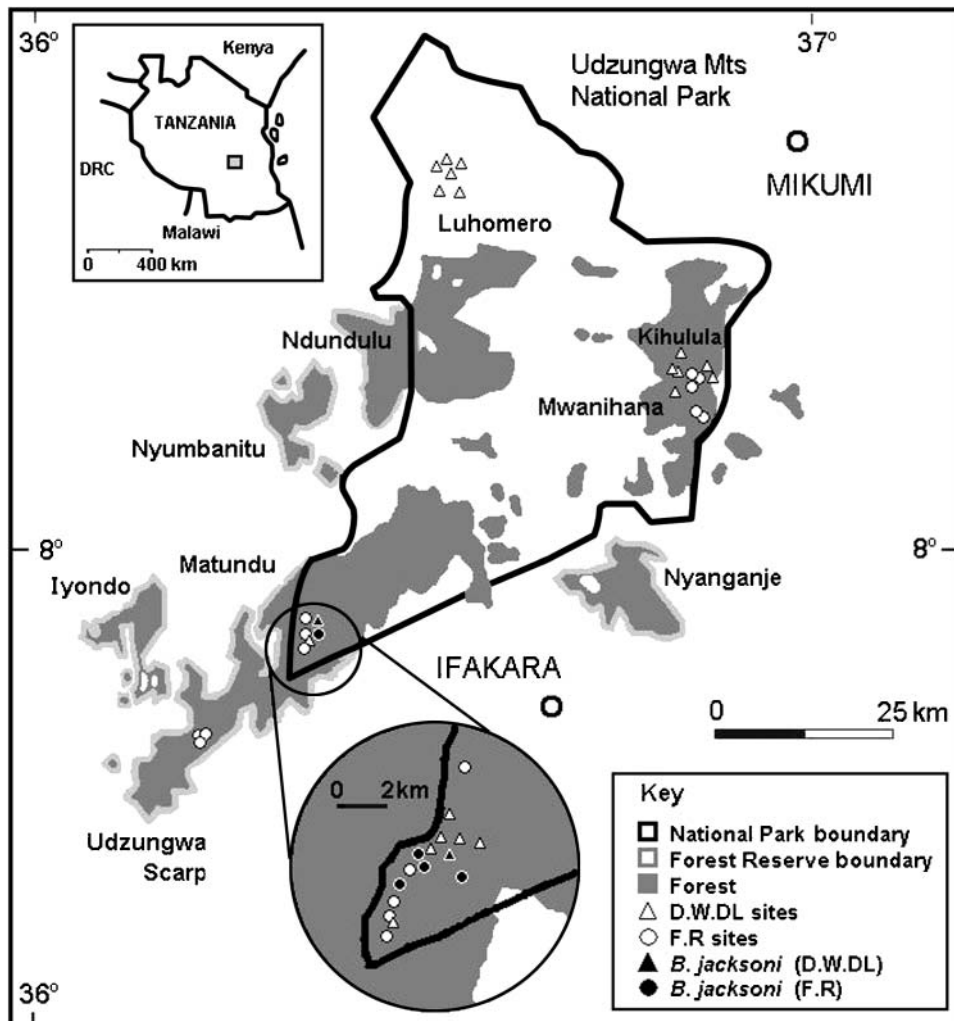 36°
37°
Kenya
TANZANIA
DRC
Malawi
0 400 km
Udzungwa Mts
National Park
MIKUMI
Luhomero
Ndundulu
Kihulula
Mwanihana
Nyumbanitu
8°
8°
Matundu
Iyondo
Nyanganje
IFAKARA
0 25 km
0 2 km
Udzungwa
Scarp
Key
National Park boundary
Forest Reserve boundary
Forest
D.W.DL sites
F.R sites
B. jacksoni (D.W.DL)
B. jacksoni (F.R)
36°